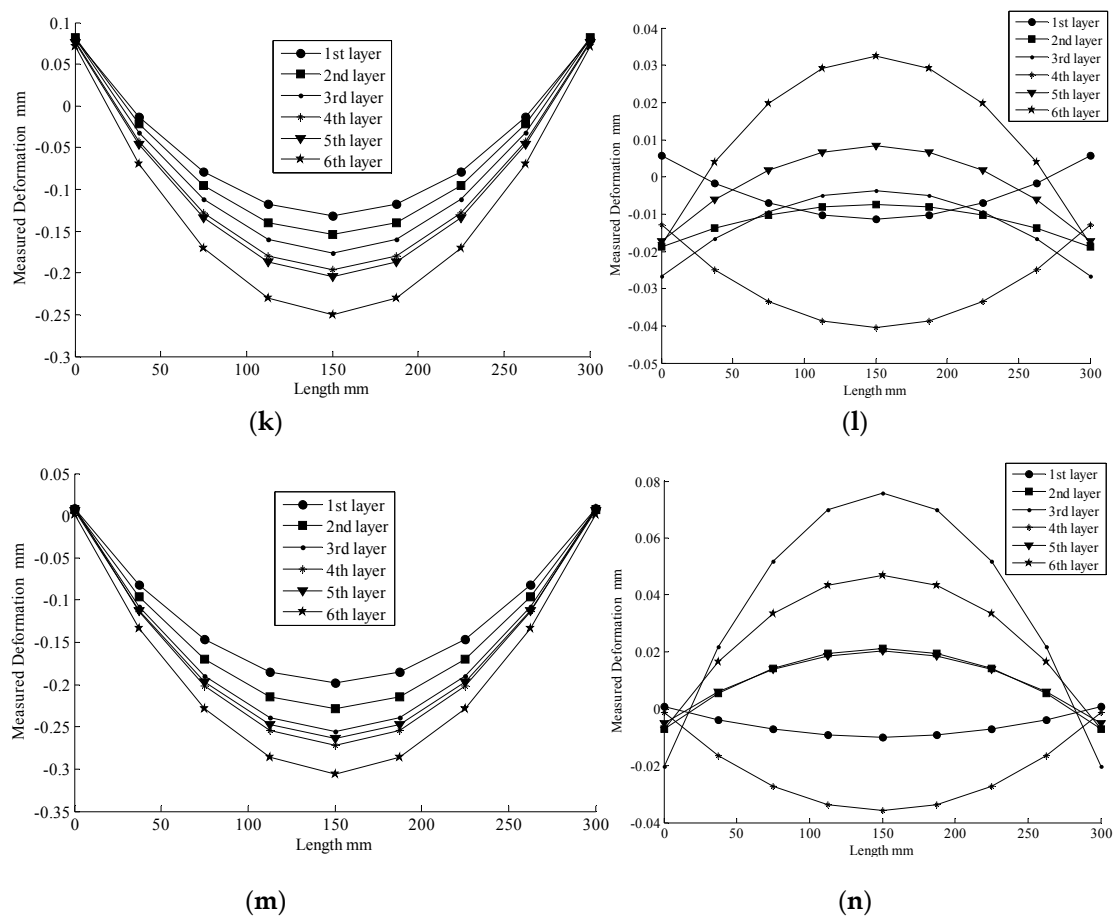 0.1
0.05
0
-0.05
-0.1
-0.15
-0.2
-0.25
-0.3
Measured Deformation mm
1st layer
2nd layer
3rd layer
4th layer
5th layer
6th layer
0 50 100 150 200 250 300
Length mm
(k)
0.04
0.03
0.02
0.01
0
-0.01
-0.02
-0.03
-0.04
-0.05
Measured Deformation mm
1st layer
2nd layer
3rd layer
4th layer
5th layer
6th layer
0 50 100 150 200 250 300
Length mm
(l)
0.05
0
-0.05
-0.1
-0.15
-0.2
-0.25
-0.3
-0.35
Measured Deformation mm
1st layer
2nd layer
3rd layer
4th layer
5th layer
6th layer
0 50 100 150 200 250 300
Length mm
(m)
0.08
0.06
0.04
0.02
0
-0.02
-0.04
Measured Deformation mm
1st layer
2nd layer
3rd layer
4th layer
5th layer
6th layer
0 50 100 150 200 250 300
Length mm
(n)